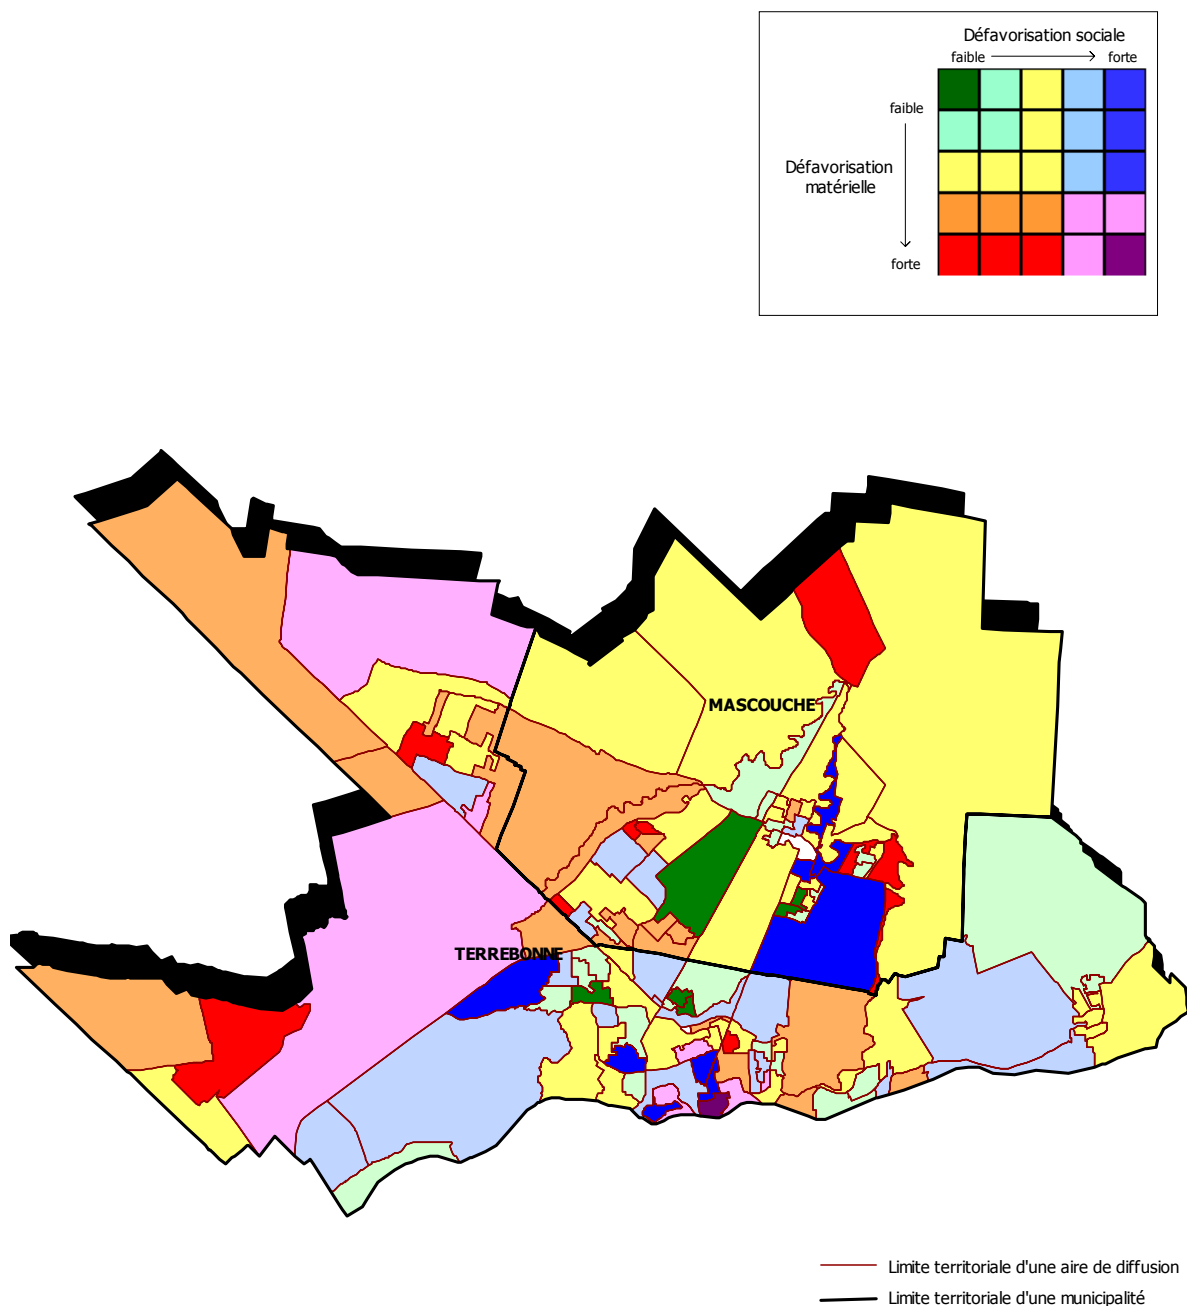 Défavorisation sociale
faible
forte
faible
Défavorisation
matérielle
forte
MASCOUCHE
TERREBONNE
Limite territoriale d'une aire de diffusion
Limite territoriale d'une municipalité